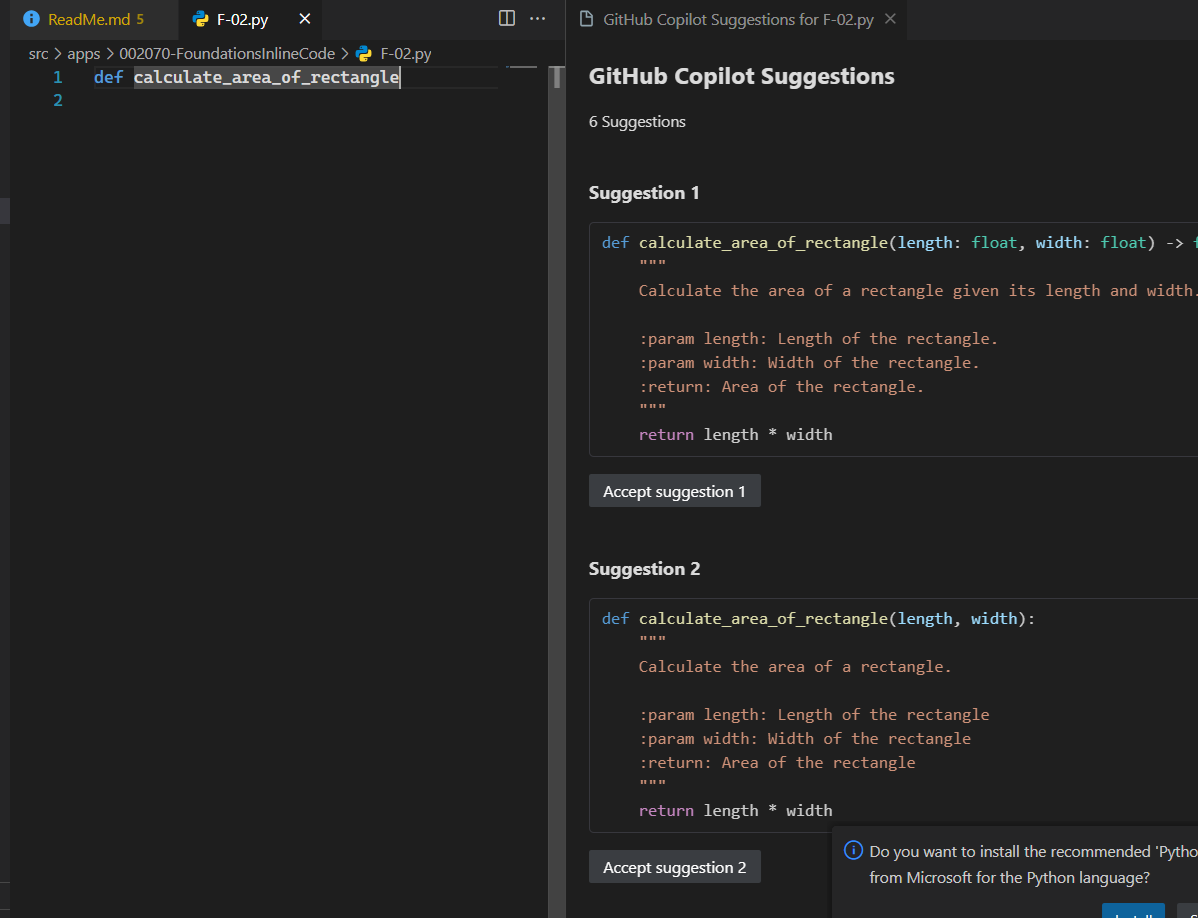 ReadMe.md 5
F-02.py
src > apps > 002070-FoundationsInlineCode > F-02.py
1 def calculate_area_of_rectangle
2
GitHub Copilot Suggestions for F-02.py
GitHub Copilot Suggestions
6 Suggestions
Suggestion 1
def calculate_area_of_rectangle(length: float, width: float) -> f
"""
Calculate the area of a rectangle given its length and width.
:param length: Length of the rectangle.
:param width: Width of the rectangle.
:return: Area of the rectangle.
"""
return length * width
Accept suggestion 1
Suggestion 2
def calculate_area_of_rectangle(length, width):
"""
Calculate the area of a rectangle.
:param length: Length of the rectangle
:param width: Width of the rectangle
:return: Area of the rectangle
"""
return length * width
Accept suggestion 2
Do you want to install the recommended 'Pytho
from Microsoft for the Python language?
Install